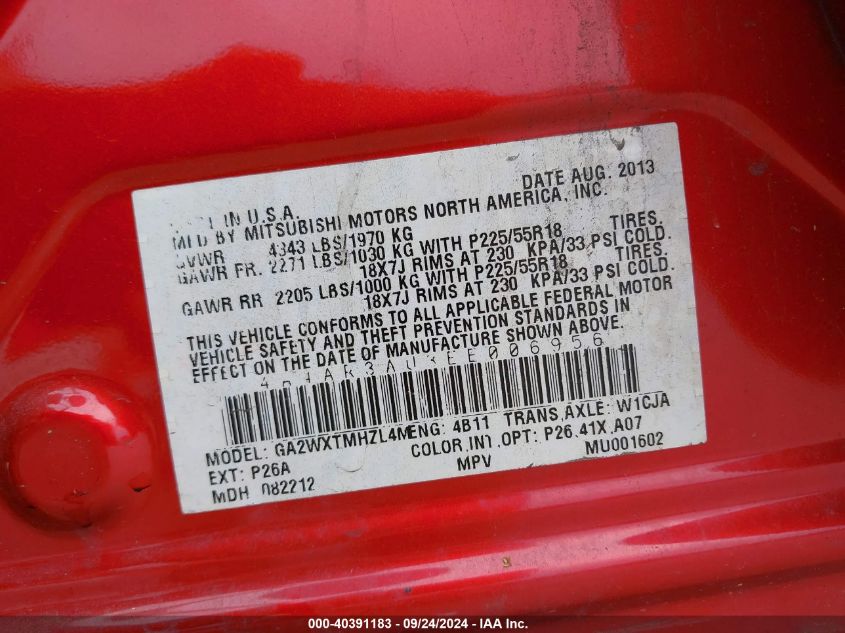 IN U.S.A. DATE AUG. 2013
MFD BY MITSUBISHI MOTORS NORTH AMERICA, INC.
GVWR 4343 LBS/1970 KG
GAWR FR. 2271 LBS/1030 KG WITH P225/55R18 TIRES.
18X7J RIMS AT 230 KPA/33 PSI COLD.
GAWR RR 2205 LBS/1000 KG WITH P225/55R18 TIRES.
18X7J RIMS AT 230 KPA/33 PSI COLD.
THIS VEHICLE CONFORMS TO ALL APPLICABLE FEDERAL MOTOR
VEHICLE SAFETY AND THEFT PREVENTION STANDARDS IN
EFFECT ON THE DATE OF MANUFACTURE SHOWN ABOVE.
MODEL: GA2WXTMHZL4M ENG: 4B11 TRANS,AXLE: W1CJA
EXT: P26A COLOR,INT,OPT: P26,41X,A07
MDH 082212 MPV MU001602
000-40391183 - 09/24/2024 - IAA Inc.